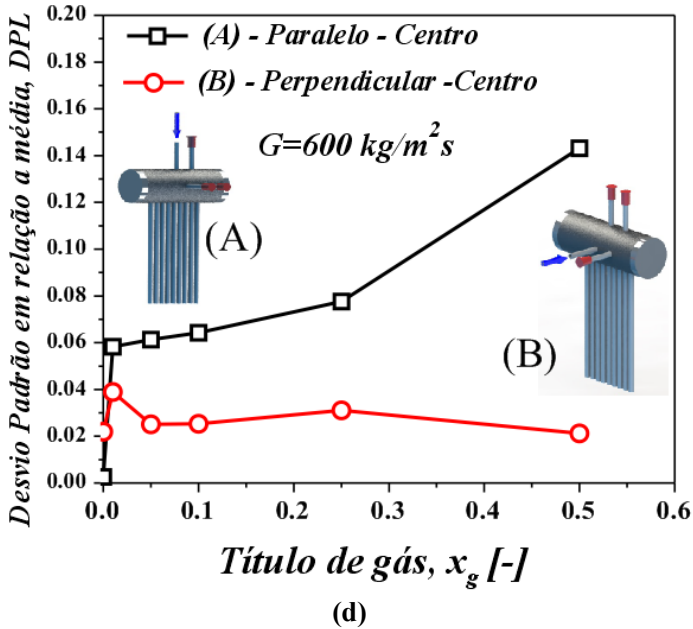 Desvio Padrão em relação a média, DPL
0.20
0.18
0.16
0.14
0.12
0.10
0.08
0.06
0.04
0.02
0.00
(A) - Paralelo - Centro
(B) - Perpendicular -Centro
G=600 kg/m²s
(A)
(B)
0.0 0.1 0.2 0.3 0.4 0.5 0.6
Título de gás, x_g [-]
(d)